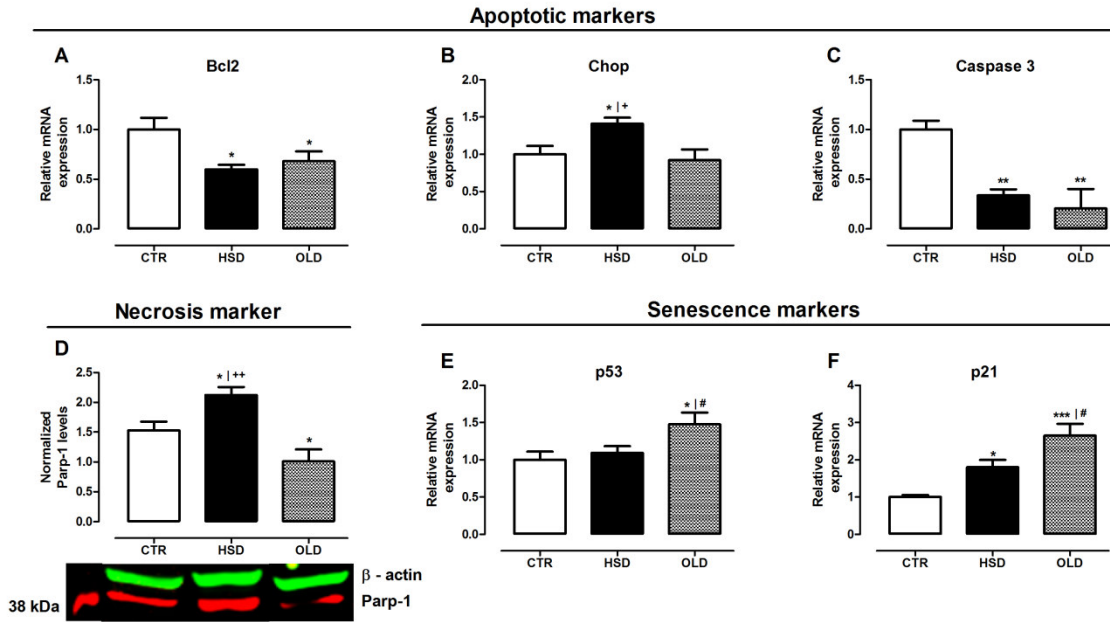 Apoptotic markers
A
Bcl2
Relative mRNA
expression
1.5
1.0
0.5
0.0
*
*
CTR HSD OLD
B
Chop
Relative mRNA
expression
2.0
1.5
1.0
0.5
0.0
* | +
CTR HSD OLD
C
Caspase 3
Relative mRNA
expression
1.5
1.0
0.5
0.0
**
**
CTR HSD OLD
Necrosis marker
D
Normalized
Parp-1 levels
2.5
2.0
1.5
1.0
0.5
0.0
* | ++
*
CTR HSD OLD
β - actin
38 kDa
Parp-1
Senescence markers
E
p53
Relative mRNA
expression
2.0
1.5
1.0
0.5
0.0
* | #
CTR HSD OLD
F
p21
Relative mRNA
expression
4
3
2
1
0
*
*** | #
CTR HSD OLD